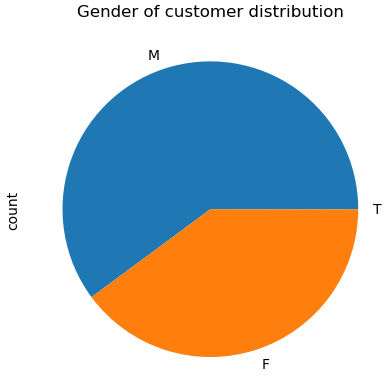 Gender of customer distribution
M
count
T
F